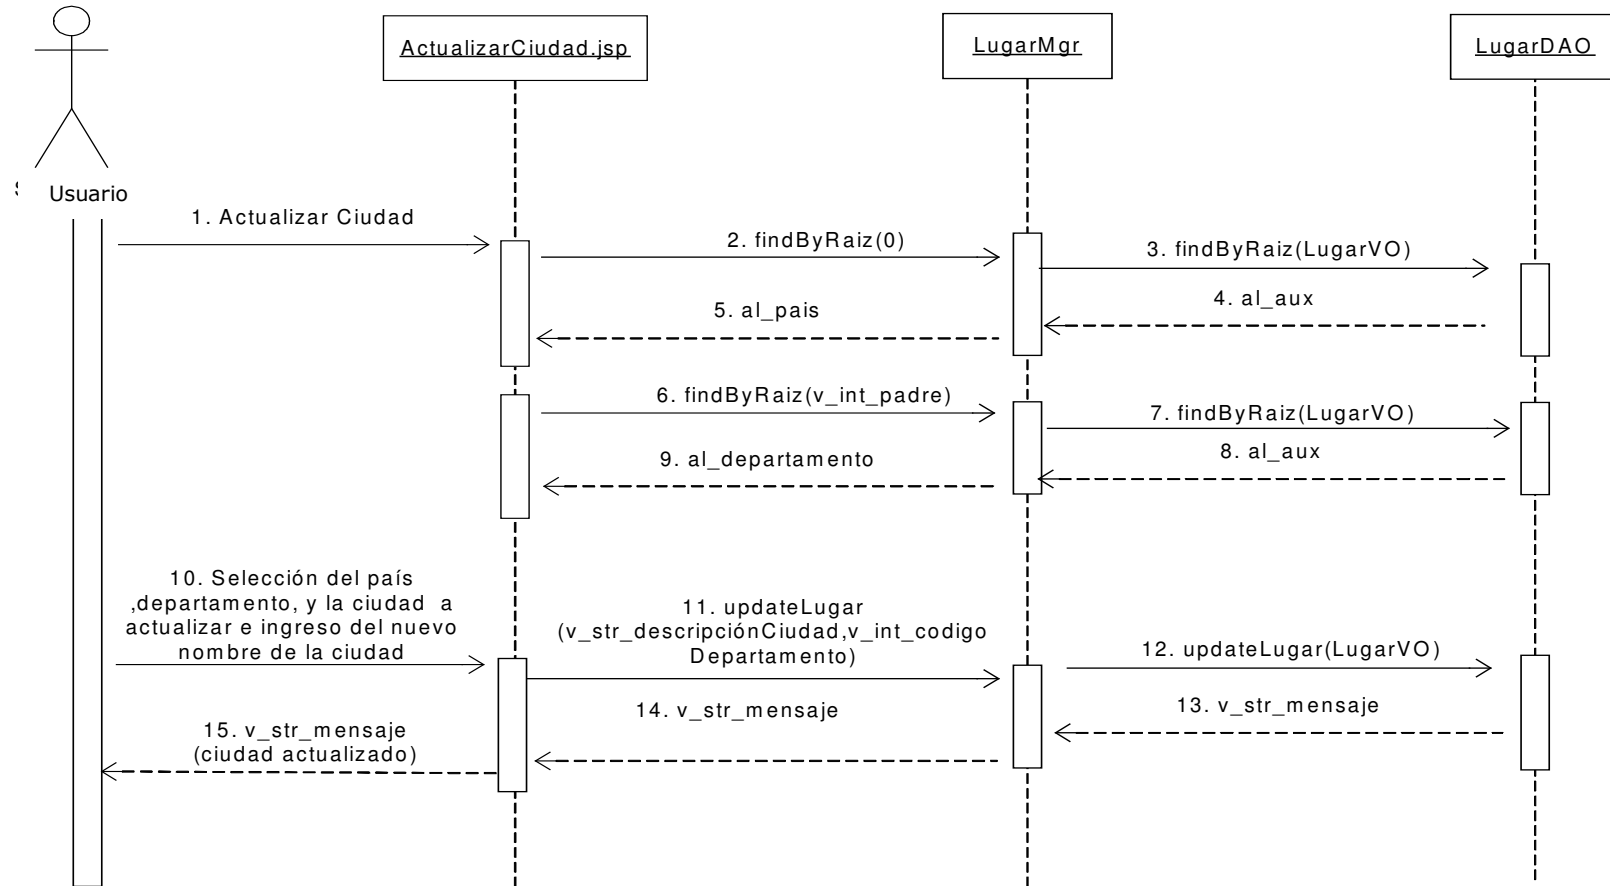 ActualizarCiudad.jsp
LugarMgr
LugarDAO
Usuario
1. Actualizar Ciudad
2. findByRaiz(0)
3. findByRaiz(LugarVO)
4. al_aux
5. al_pais
6. findByRaiz(v_int_padre)
7. findByRaiz(LugarVO)
8. al_aux
9. al_departamento
10. Selección del país
,departamento, y la ciudad a
actualizar e ingreso del nuevo
nombre de la ciudad
11. updateLugar
(v_str_descripciónCiudad,v_int_codigo
Departamento)
12. updateLugar(LugarVO)
13. v_str_mensaje
14. v_str_mensaje
15. v_str_mensaje
(ciudad actualizado)